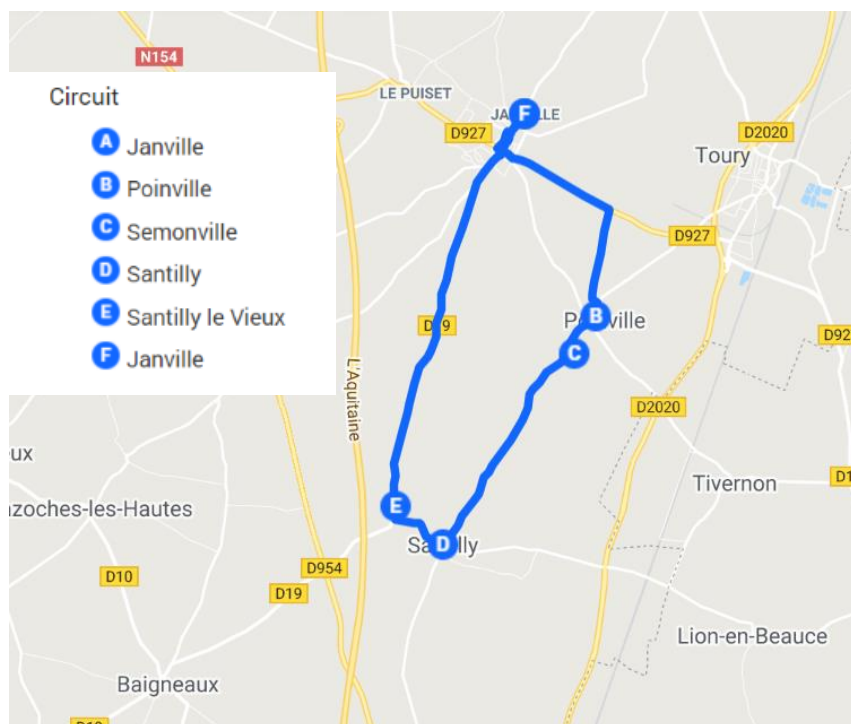 N154
LE PUISET
Circuit
A Janville
B Poinville
C Semonville
D Santilly
E Santilly le Vieux
F Janville
F
D927
D2020
Toury
D927
B
C
L'Aquitaine
D2020
Tivernon
E
D
D954
D10
D19
Lion-en-Beauce
Baigneaux